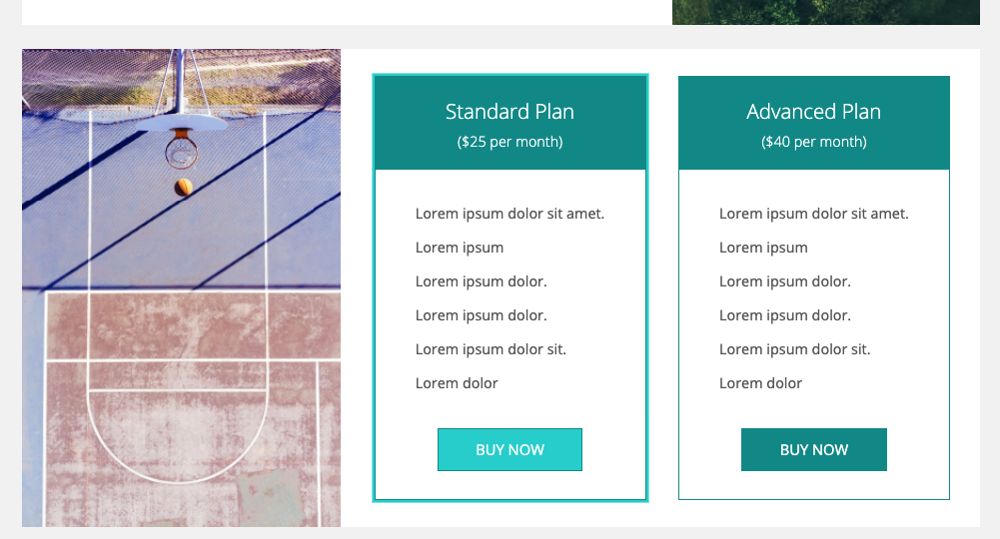 Standard Plan
($25 per month)
Lorem ipsum dolor sit amet.
Lorem ipsum
Lorem ipsum dolor.
Lorem ipsum dolor.
Lorem ipsum dolor sit.
Lorem dolor
BUY NOW
Advanced Plan
($40 per month)
Lorem ipsum dolor sit amet.
Lorem ipsum
Lorem ipsum dolor.
Lorem ipsum dolor.
Lorem ipsum dolor sit.
Lorem dolor
BUY NOW